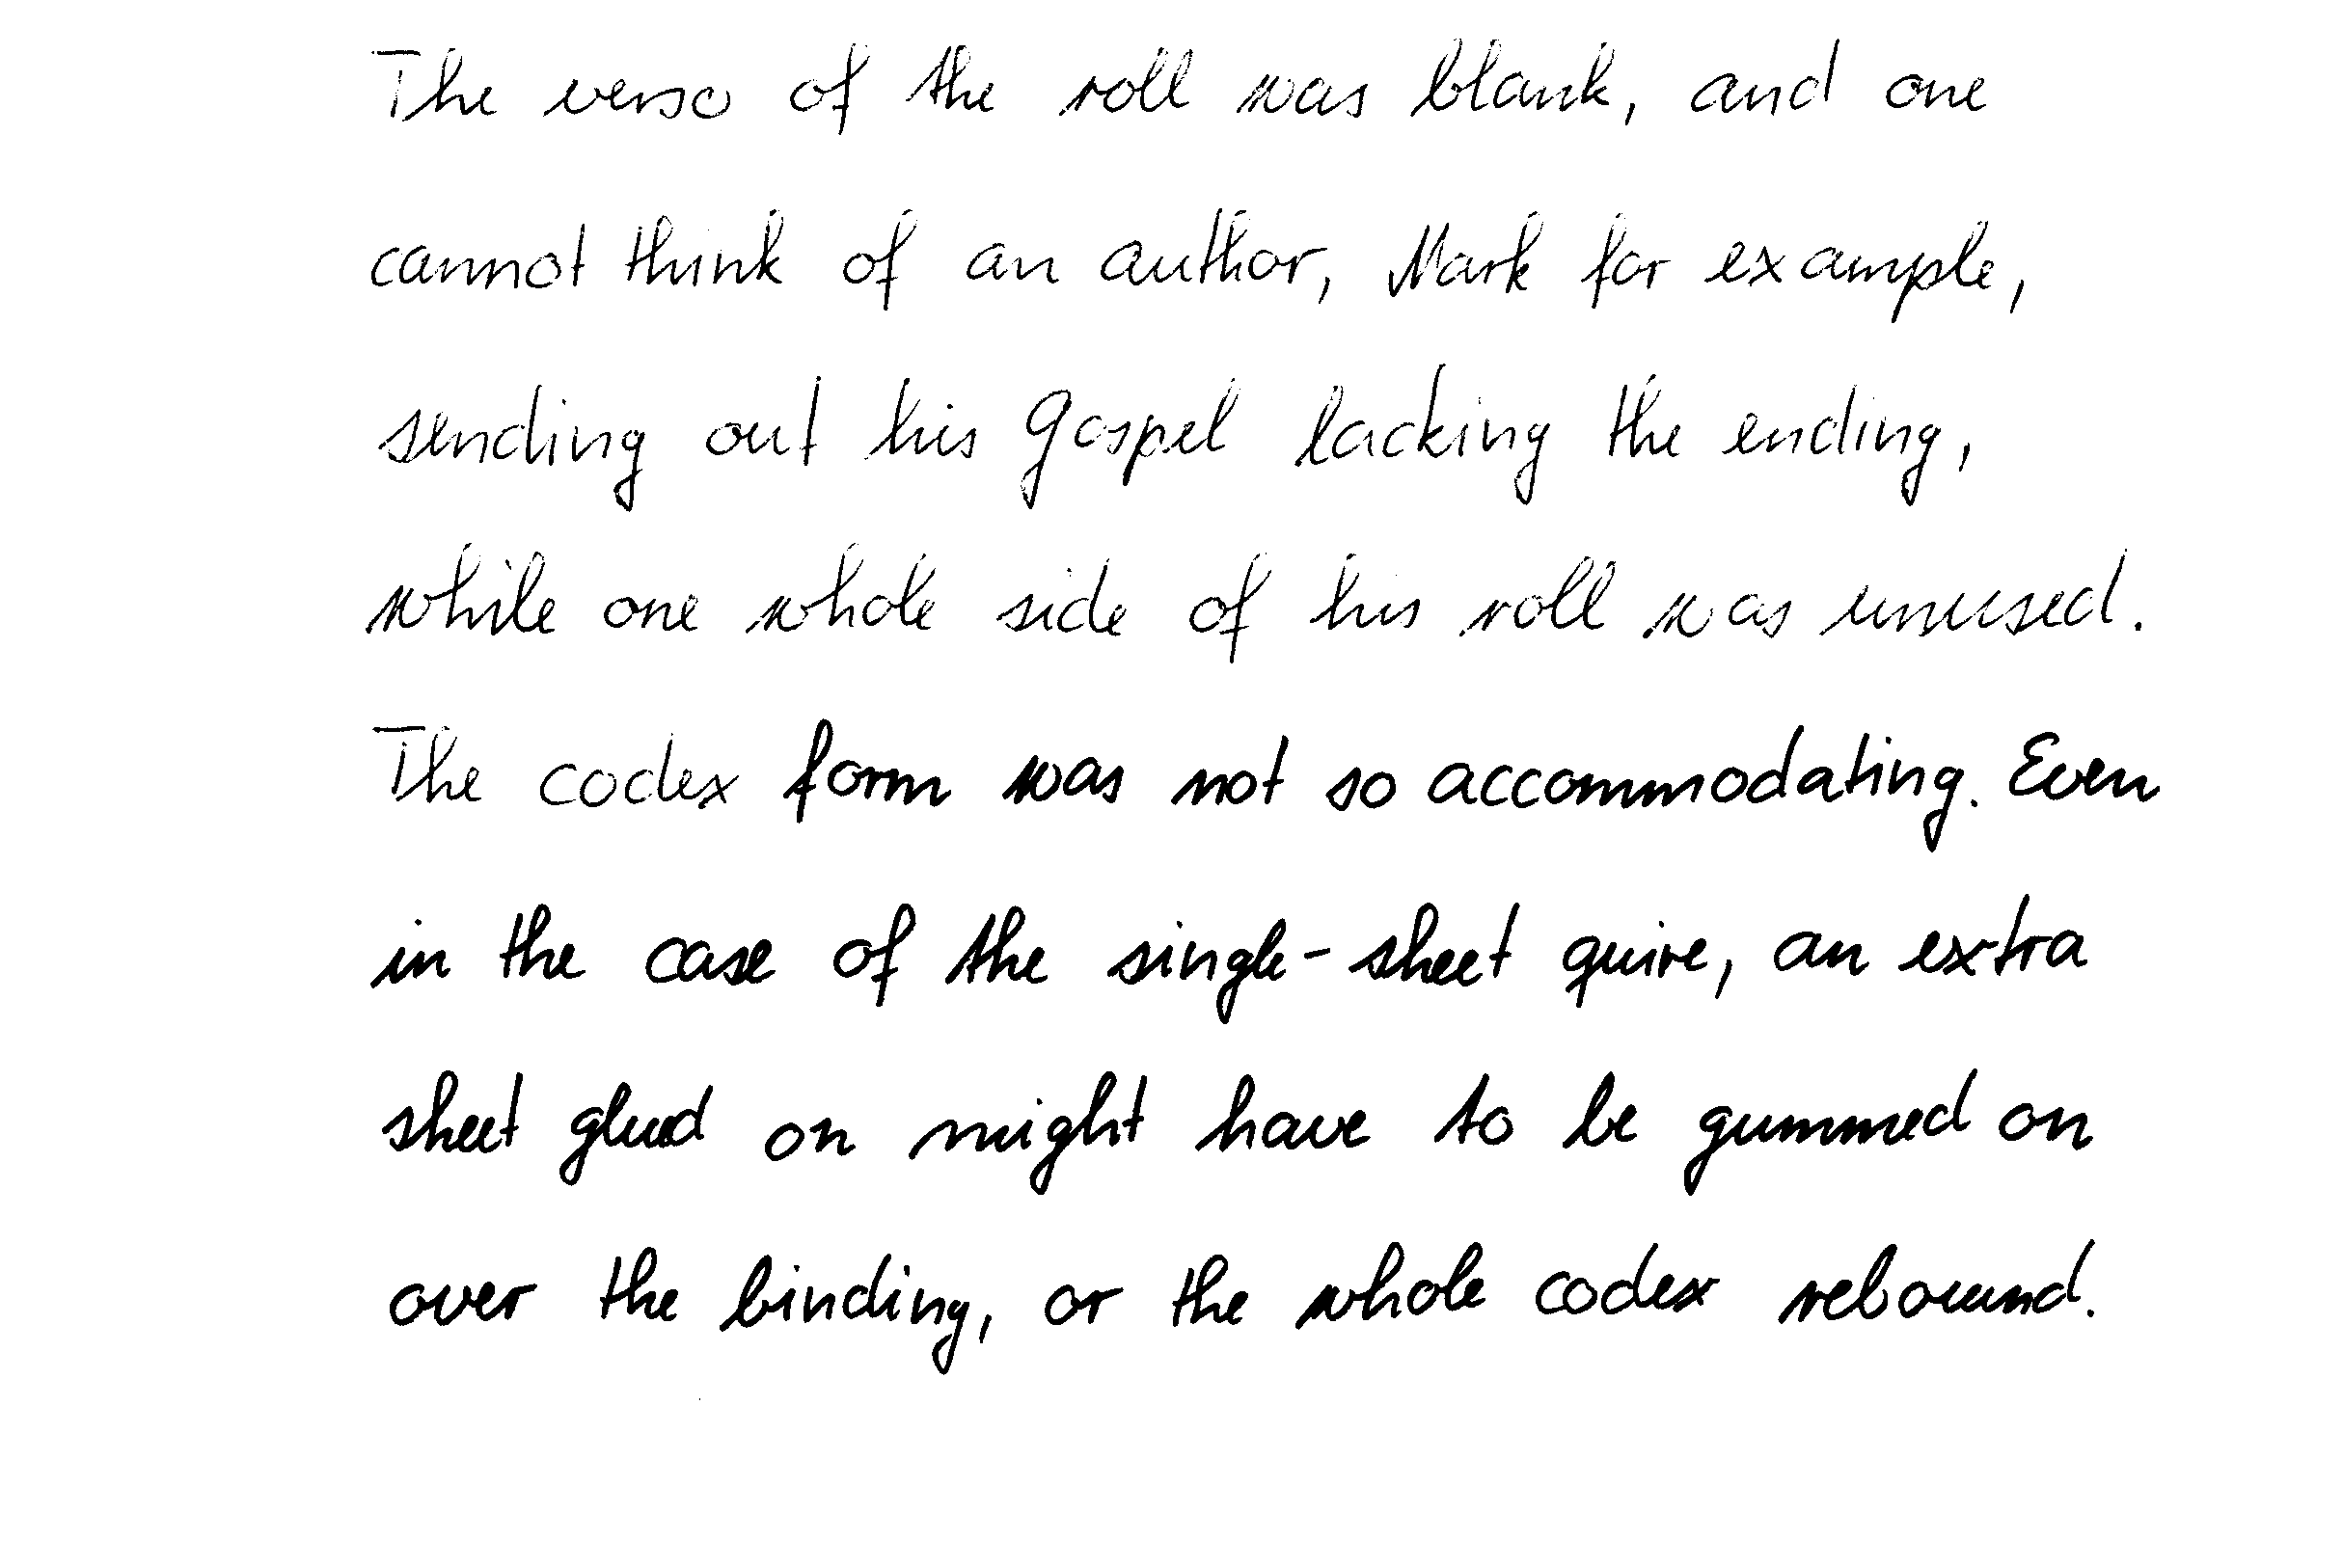 The verso of the roll was blank, and one
cannot think of an author, Mark for example,
sending out his Gospel lacking the ending,
while one whole side of his roll was unused.
The codex form was not so accommodating. Even
in the case of the single-sheet quire, an extra
sheet glued on might have to be gummed on
over the binding, or the whole codex rebound.